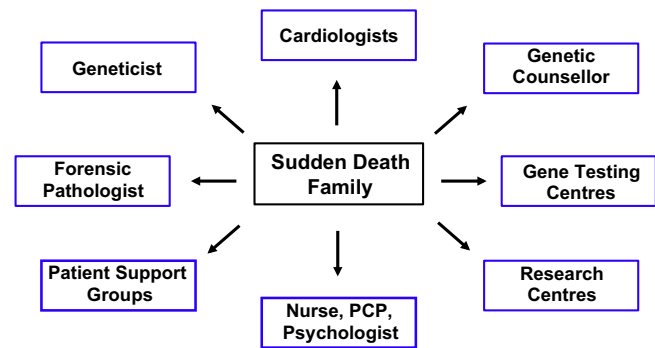 Cardiologists
Geneticist
Genetic
Counsellor
Sudden Death
Family
Forensic
Pathologist
Gene Testing
Centres
Patient Support
Groups
Nurse, PCP,
Psychologist
Research
Centres